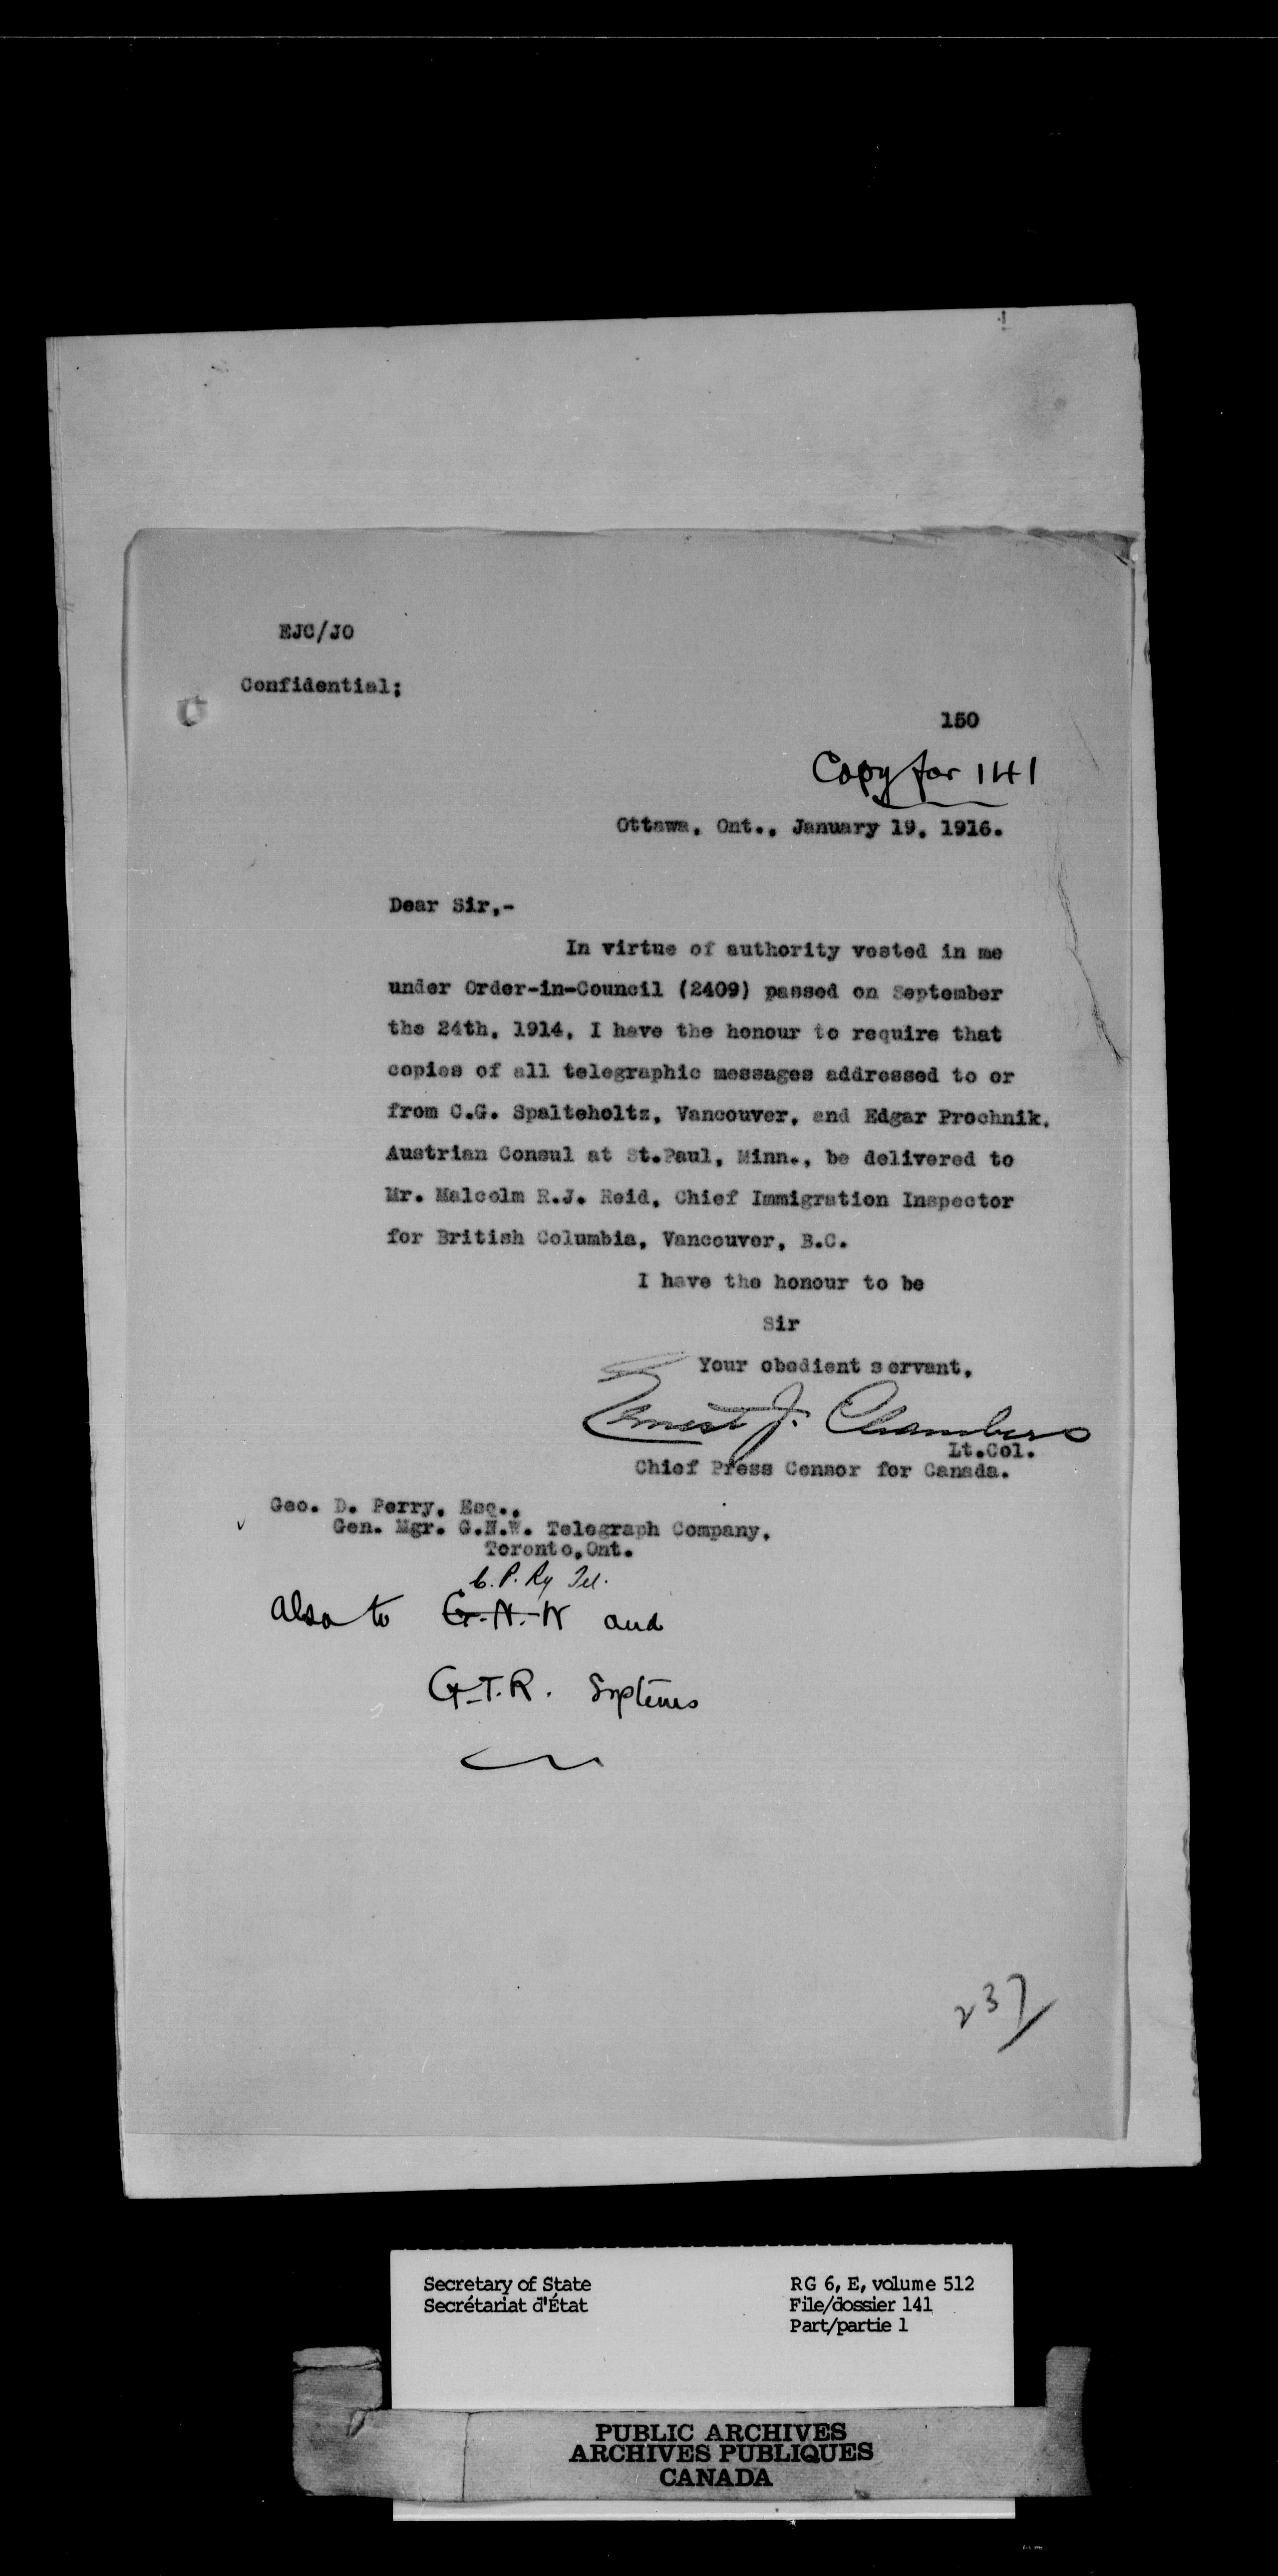 EJC/JO
Confidential;
150
Copy for 141
Ottawa, Ont., January 19, 1916.
Dear Sir,-
In virtue of authority vested in me
under Order-in-Council (2409) passed on September
the 24th, 1914, I have the honour to require that
copies of all telegraphic messages addressed to or
from C.G. Spalteholtz, Vancouver, and Edgar Prochnik,
Austrian Consul at St.Paul, Minn., be delivered to
Mr. Malcolm R.J. Reid, Chief Immigration Inspector
for British Columbia, Vancouver, B.C.
I have the honour to be
Sir
Your obedient servant,
Ernest J. Chambers
Lt.Col.
Chief Press Censor for Canada.
Geo. D. Perry, Esq.,
Gen. Mgr. G.N.W. Telegraph Company,
Toronto,Ont.
C. P. Ry Tel.
also to G.N.W and
G.T.R. Systems
237
Secretary of State
Secrétariat d'État
RG 6, E, volume 512
File/dossier 141
Part/partie 1
PUBLIC ARCHIVES
ARCHIVES PUBLIQUES
CANADA